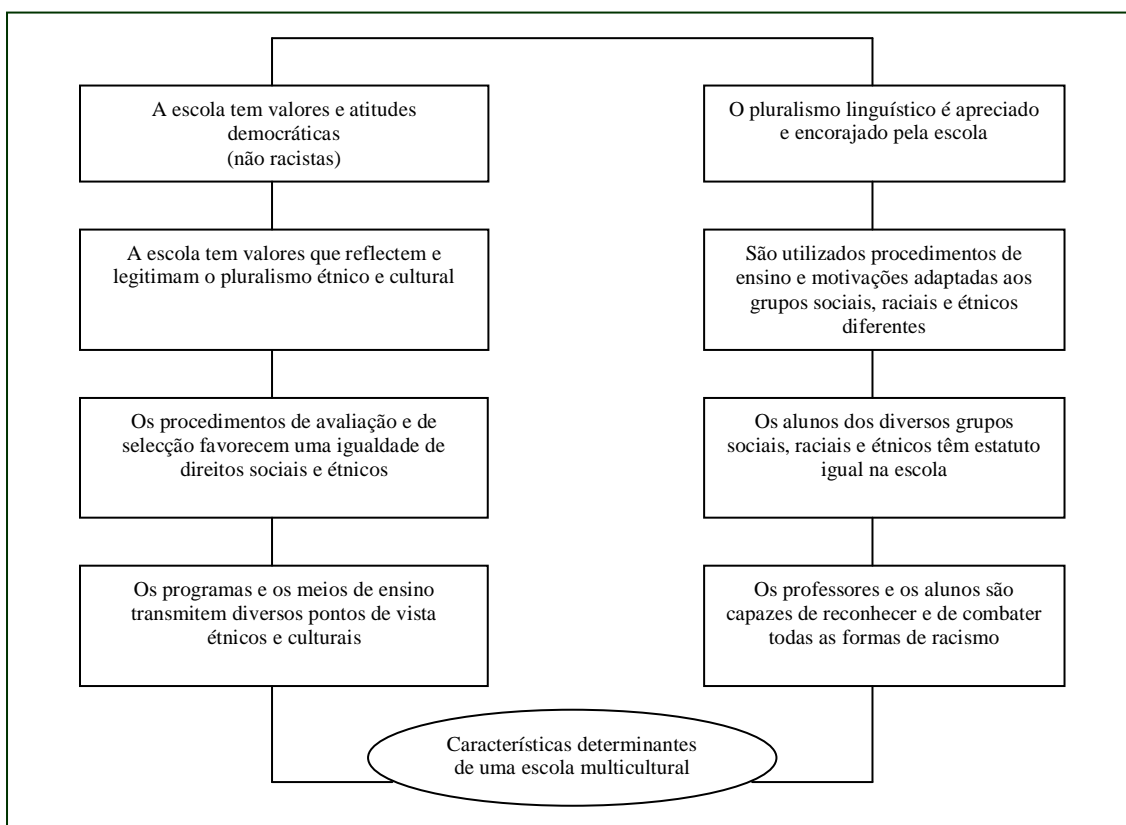 A escola tem valores e atitudes
democráticas
(não racistas)
A escola tem valores que reflectem e
legitimam o pluralismo étnico e cultural
Os procedimentos de avaliação e de
selecção favorecem uma igualdade de
direitos sociais e étnicos
Os programas e os meios de ensino
transmitem diversos pontos de vista
étnicos e culturais
O pluralismo linguístico é apreciado
e encorajado pela escola
São utilizados procedimentos de
ensino e motivações adaptadas aos
grupos sociais, raciais e étnicos
diferentes
Os alunos dos diversos grupos
sociais, raciais e étnicos têm estatuto
igual na escola
Os professores e os alunos são
capazes de reconhecer e de combater
todas as formas de racismo
Características determinantes
de uma escola multicultural